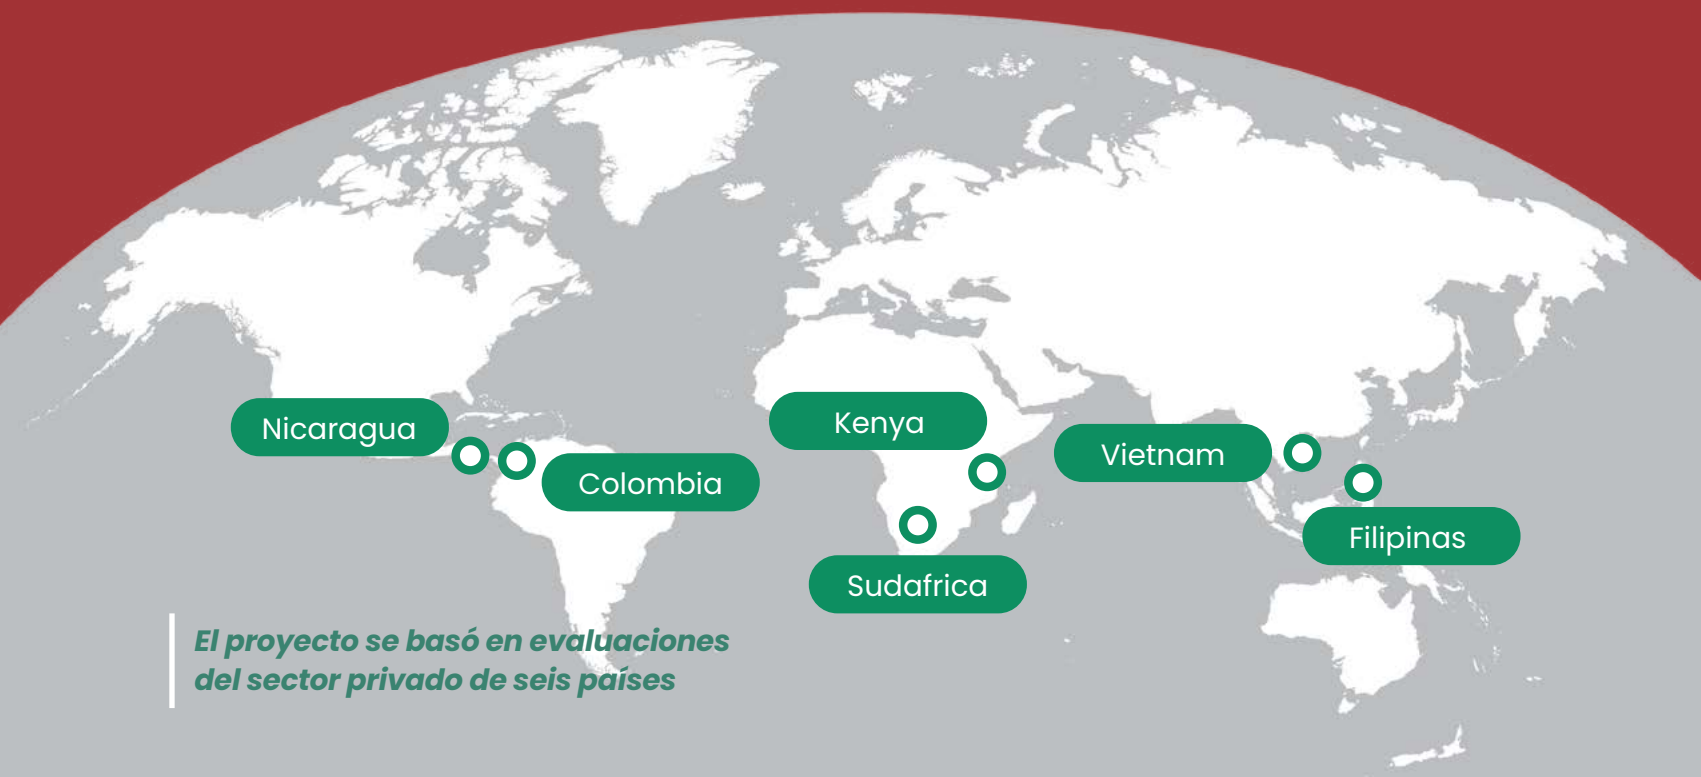 Nicaragua
Colombia
Kenya
Vietnam
Filipinas
Sudafrica
El proyecto se basó en evaluaciones
del sector privado de seis países